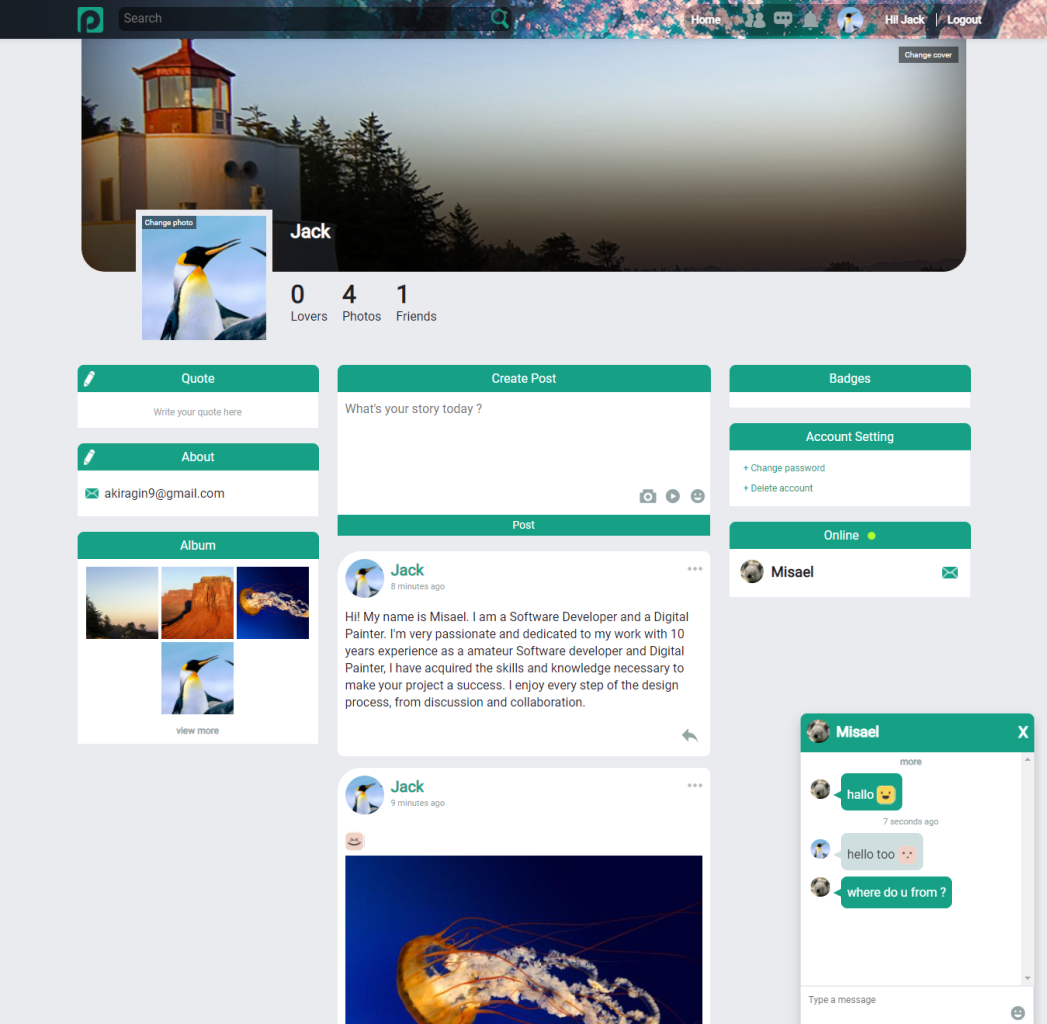 Search
Home
Hi! Jack
Logout
Change cover
Change photo
Jack
0
4
1
Lovers
Photos
Friends
Quote
Write your quote here
About
akiragin9@gmail.com
Album
view more
Create Post
What's your story today ?
Post
Jack
8 minutes ago
Hi! My name is Misael. I am a Software Developer and a Digital
Painter. I'm very passionate and dedicated to my work with 10
years experience as a amateur Software developer and Digital
Painter, I have acquired the skills and knowledge necessary to
make your project a success. I enjoy every step of the design
process, from discussion and collaboration.
Jack
9 minutes ago
Badges
Account Setting
+ Change password
+ Delete account
Online
Misael
Misael
X
more
hallo
7 seconds ago
hello too
where do u from ?
Type a message